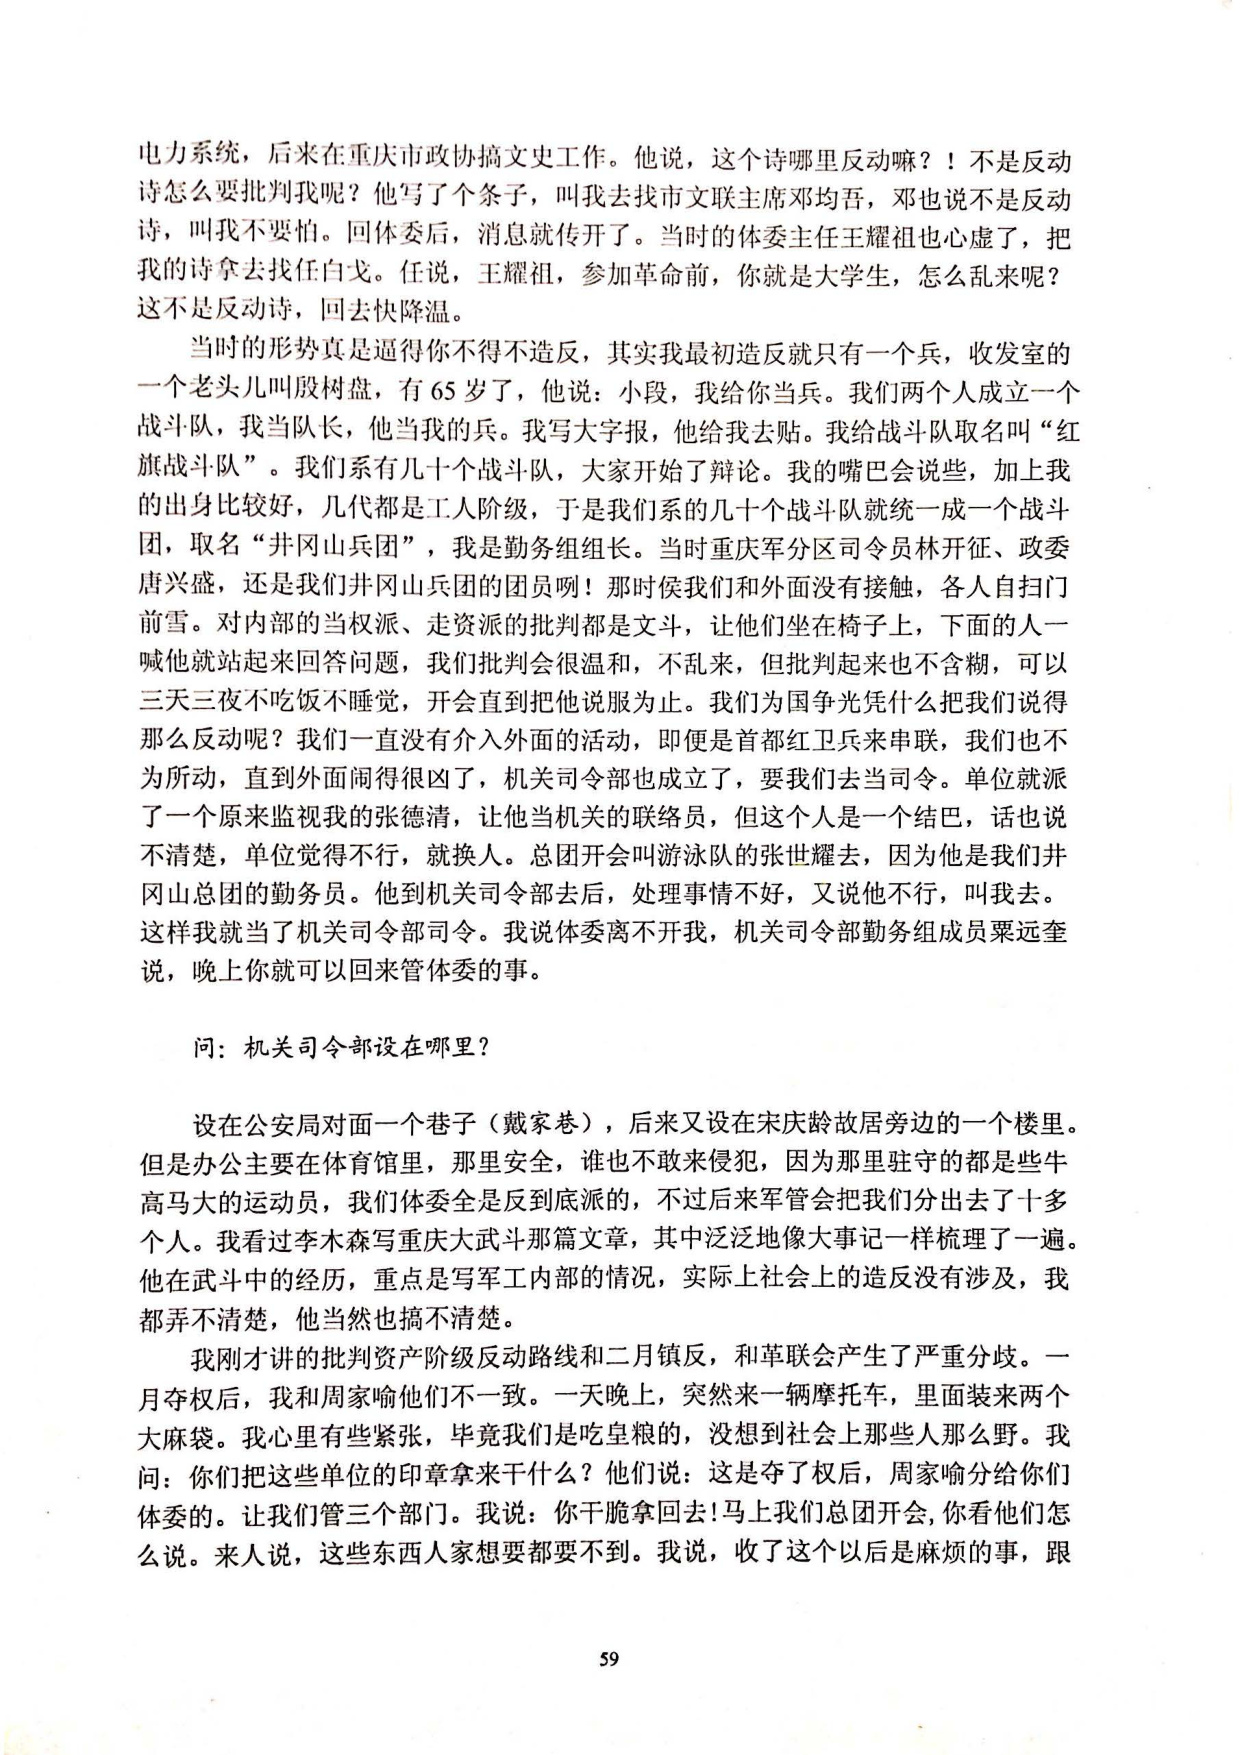 电力系统，后来在重庆市政协搞文史工作。他说，这个诗哪里反动嘛？！不是反动
诗怎么要批判我呢？他写了个条子，叫我去找市文联主席邓均吾，邓也说不是反动
诗，叫我不要怕。回体委后，消息就传开了。当时的体委主任王耀祖也心虚了，把
我的诗拿去找任白戈。任说，王耀祖，参加革命前，你就是大学生，怎么乱来呢？
这不是反动诗，回去快降温。
当时的形势真是逼得你不得不造反，其实我最初造反就只有一个兵，收发室的
一个老头儿叫殷树盘，有 65 岁了，他说：小段，我给你当兵。我们两个人成立一个
战斗队，我当队长，他当我的兵。我写大字报，他给我去贴。我给战斗队取名叫“红
旗战斗队”。我们系有几十个战斗队，大家开始了辩论。我的嘴巴会说些，加上我
的出身比较好，几代都是工人阶级，于是我们系的几十个战斗队就统一成一个战斗
团，取名“井冈山兵团”，我是勤务组组长。当时重庆军分区司令员林开征、政委
唐兴盛，还是我们井冈山兵团的团员咧！那时侯我们和外面没有接触，各人自扫门
前雪。对内部的当权派、走资派的批判都是文斗，让他们坐在椅子上，下面的人一
喊他就站起来回答问题，我们批判会很温和，不乱来，但批判起来也不含糊，可以
三天三夜不吃饭不睡觉，开会直到把他说服为止。我们为国争光凭什么把我们说得
那么反动呢？我们一直没有介入外面的活动，即便是首都红卫兵来串联，我们也不
为所动，直到外面闹得很凶了，机关司令部也成立了，要我们去当司令。单位就派
了一个原来监视我的张德清，让他当机关的联络员，但这个人是一个结巴，话也说
不清楚，单位觉得不行，就换人。总团开会叫游泳队的张世耀去，因为他是我们井
冈山总团的勤务员。他到机关司令部去后，处理事情不好，又说他不行，叫我去。
这样我就当了机关司令部司令。我说体委离不开我，机关司令部勤务组成员粟远奎
说，晚上你就可以回来管体委的事。
问：机关司令部设在哪里？
设在公安局对面一个巷子（戴家巷），后来又设在宋庆龄故居旁边的一个楼里。
但是办公主要在体育馆里，那里安全，谁也不敢来侵犯，因为那里驻守的都是些牛
高马大的运动员，我们体委全是反到底派的，不过后来军管会把我们分出去了十多
个人。我看过李木森写重庆大武斗那篇文章，其中泛泛地像大事记一样梳理了一遍。
他在武斗中的经历，重点是写军工内部的情况，实际上社会上的造反没有涉及，我
都弄不清楚，他当然也搞不清楚。
我刚才讲的批判资产阶级反动路线和二月镇反，和革联会产生了严重分歧。一
月夺权后，我和周家喻他们不一致。一天晚上，突然来一辆摩托车，里面装来两个
大麻袋。我心里有些紧张，毕竟我们是吃皇粮的，没想到社会上那些人那么野。我
问：你们把这些单位的印章拿来干什么？他们说：这是夺了权后，周家喻分给你们
体委的。让我们管三个部门。我说：你干脆拿回去!马上我们总团开会,你看他们怎
么说。来人说，这些东西人家想要都要不到。我说，收了这个以后是麻烦的事，跟
59